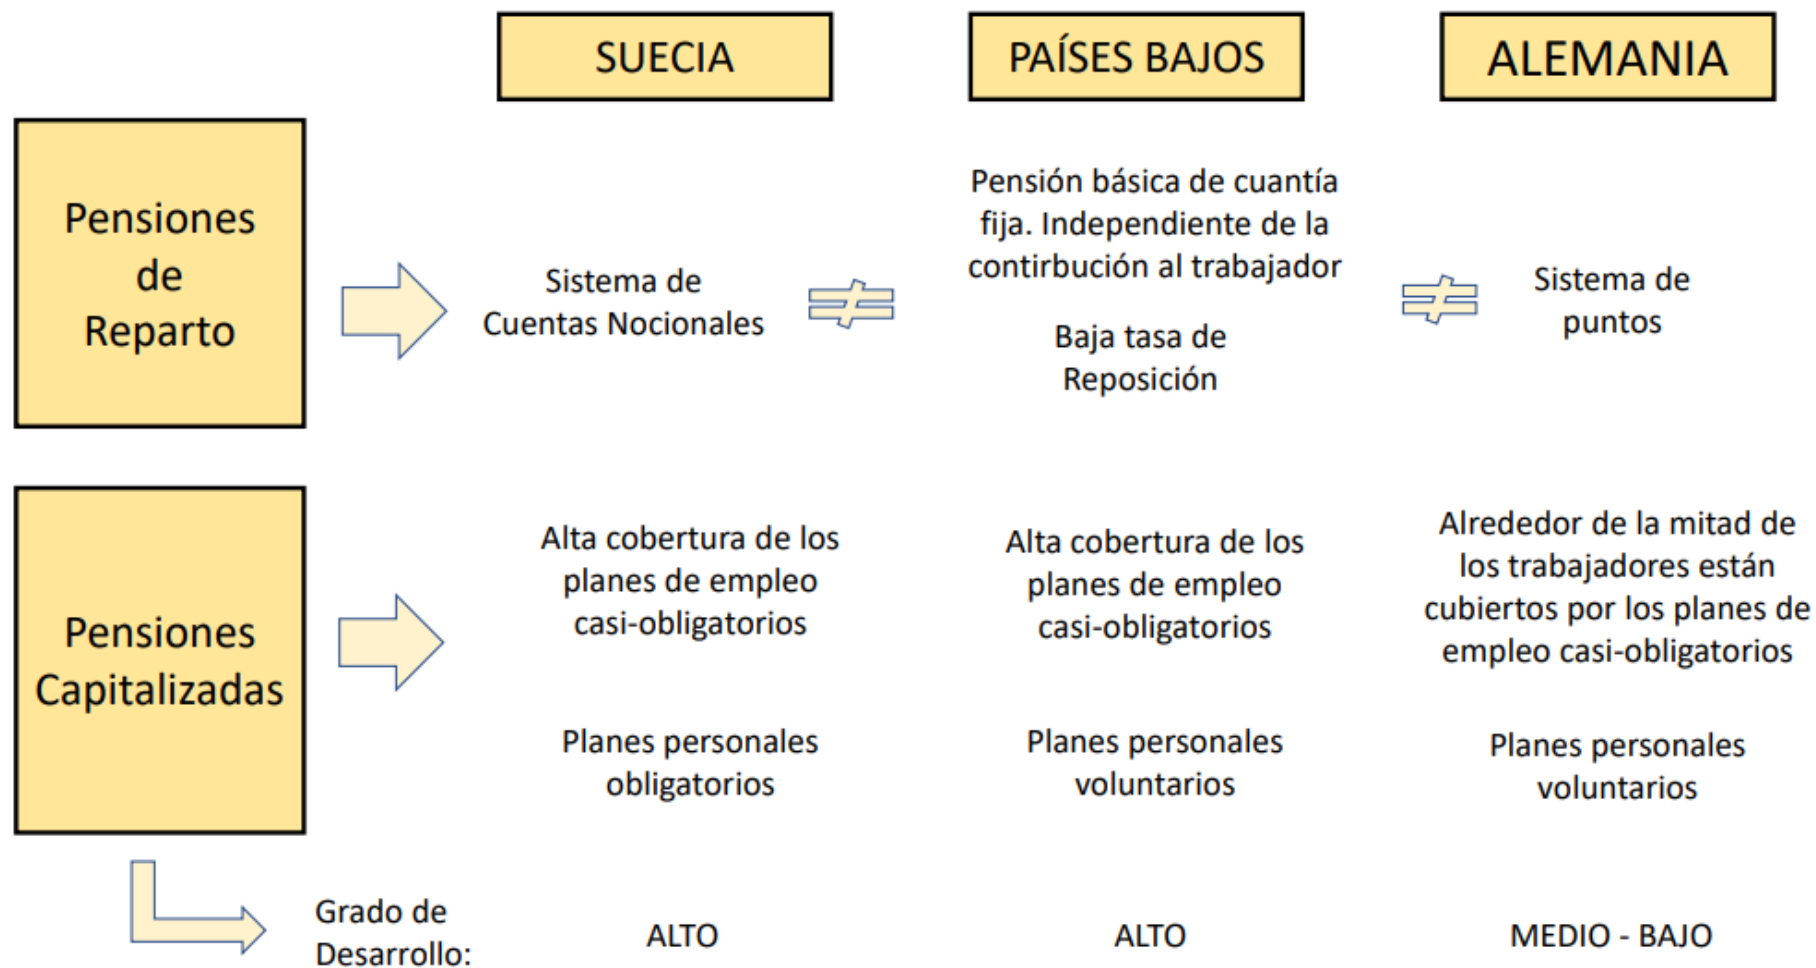 SUECIA
PAÍSES BAJOS
ALEMANIA
Pensiones
de
Reparto
Sistema de
Cuentas Nocionales
≠
Pensión básica de cuantía
fija. Independiente de la
contirbución al trabajador
Baja tasa de
Reposición
≠
Sistema de
puntos
Pensiones
Capitalizadas
Alta cobertura de los
planes de empleo
casi-obligatorios
Planes personales
obligatorios
Alta cobertura de los
planes de empleo
casi-obligatorios
Planes personales
voluntarios
Alrededor de la mitad de
los trabajadores están
cubiertos por los planes de
empleo casi-obligatorios
Planes personales
voluntarios
Grado de
Desarrollo:
ALTO
ALTO
MEDIO - BAJO